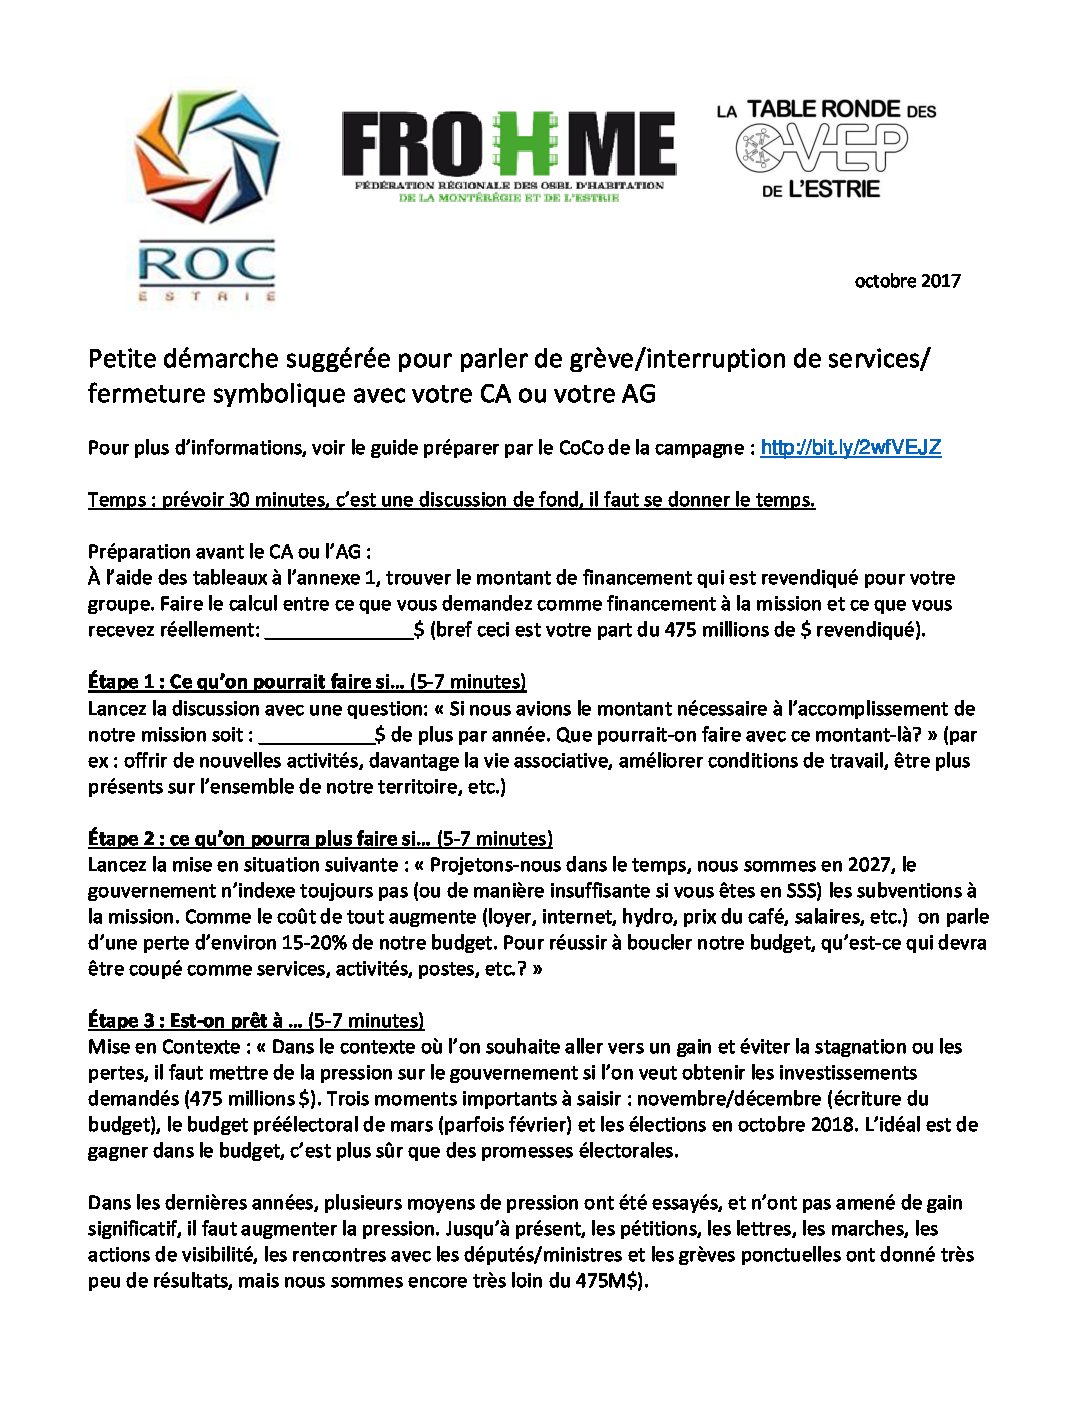 ROC
ESTRIE
FROHME
FÉDÉRATION RÉGIONALE DES OSBL D'HABITATION
DE LA MONTÉRÉGIE ET DE L'ESTRIE
LA TABLE RONDE DES
OVEP
DE L'ESTRIE
octobre 2017
Petite démarche suggérée pour parler de grève/interruption de services/
fermeture symbolique avec votre CA ou votre AG
Pour plus d'informations, voir le guide préparer par le CoCo de la campagne : http://bit.ly/2wfVEJZ
Temps : prévoir 30 minutes, c'est une discussion de fond, il faut se donner le temps.
Préparation avant le CA ou l'AG :
À l'aide des tableaux à l'annexe 1, trouver le montant de financement qui est revendiqué pour votre
groupe. Faire le calcul entre ce que vous demandez comme financement à la mission et ce que vous
recevez réellement: ______________$ (bref ceci est votre part du 475 millions de $ revendiqué).
Étape 1 : Ce qu'on pourrait faire si… (5-7 minutes)
Lancez la discussion avec une question: « Si nous avions le montant nécessaire à l'accomplissement de
notre mission soit : ___________$ de plus par année. Que pourrait-on faire avec ce montant-là? » (par
ex : offrir de nouvelles activités, davantage la vie associative, améliorer conditions de travail, être plus
présents sur l'ensemble de notre territoire, etc.)
Étape 2 : ce qu'on pourra plus faire si… (5-7 minutes)
Lancez la mise en situation suivante : « Projetons-nous dans le temps, nous sommes en 2027, le
gouvernement n'indexe toujours pas (ou de manière insuffisante si vous êtes en SSS) les subventions à
la mission. Comme le coût de tout augmente (loyer, internet, hydro, prix du café, salaires, etc.) on parle
d'une perte d'environ 15-20% de notre budget. Pour réussir à boucler notre budget, qu'est-ce qui devra
être coupé comme services, activités, postes, etc.? »
Étape 3 : Est-on prêt à … (5-7 minutes)
Mise en Contexte : « Dans le contexte où l'on souhaite aller vers un gain et éviter la stagnation ou les
pertes, il faut mettre de la pression sur le gouvernement si l'on veut obtenir les investissements
demandés (475 millions $). Trois moments importants à saisir : novembre/décembre (écriture du
budget), le budget préélectoral de mars (parfois février) et les élections en octobre 2018. L'idéal est de
gagner dans le budget, c'est plus sûr que des promesses électorales.
Dans les dernières années, plusieurs moyens de pression ont été essayés, et n'ont pas amené de gain
significatif, il faut augmenter la pression. Jusqu'à présent, les pétitions, les lettres, les marches, les
actions de visibilité, les rencontres avec les députés/ministres et les grèves ponctuelles ont donné très
peu de résultats, mais nous sommes encore très loin du 475M$).